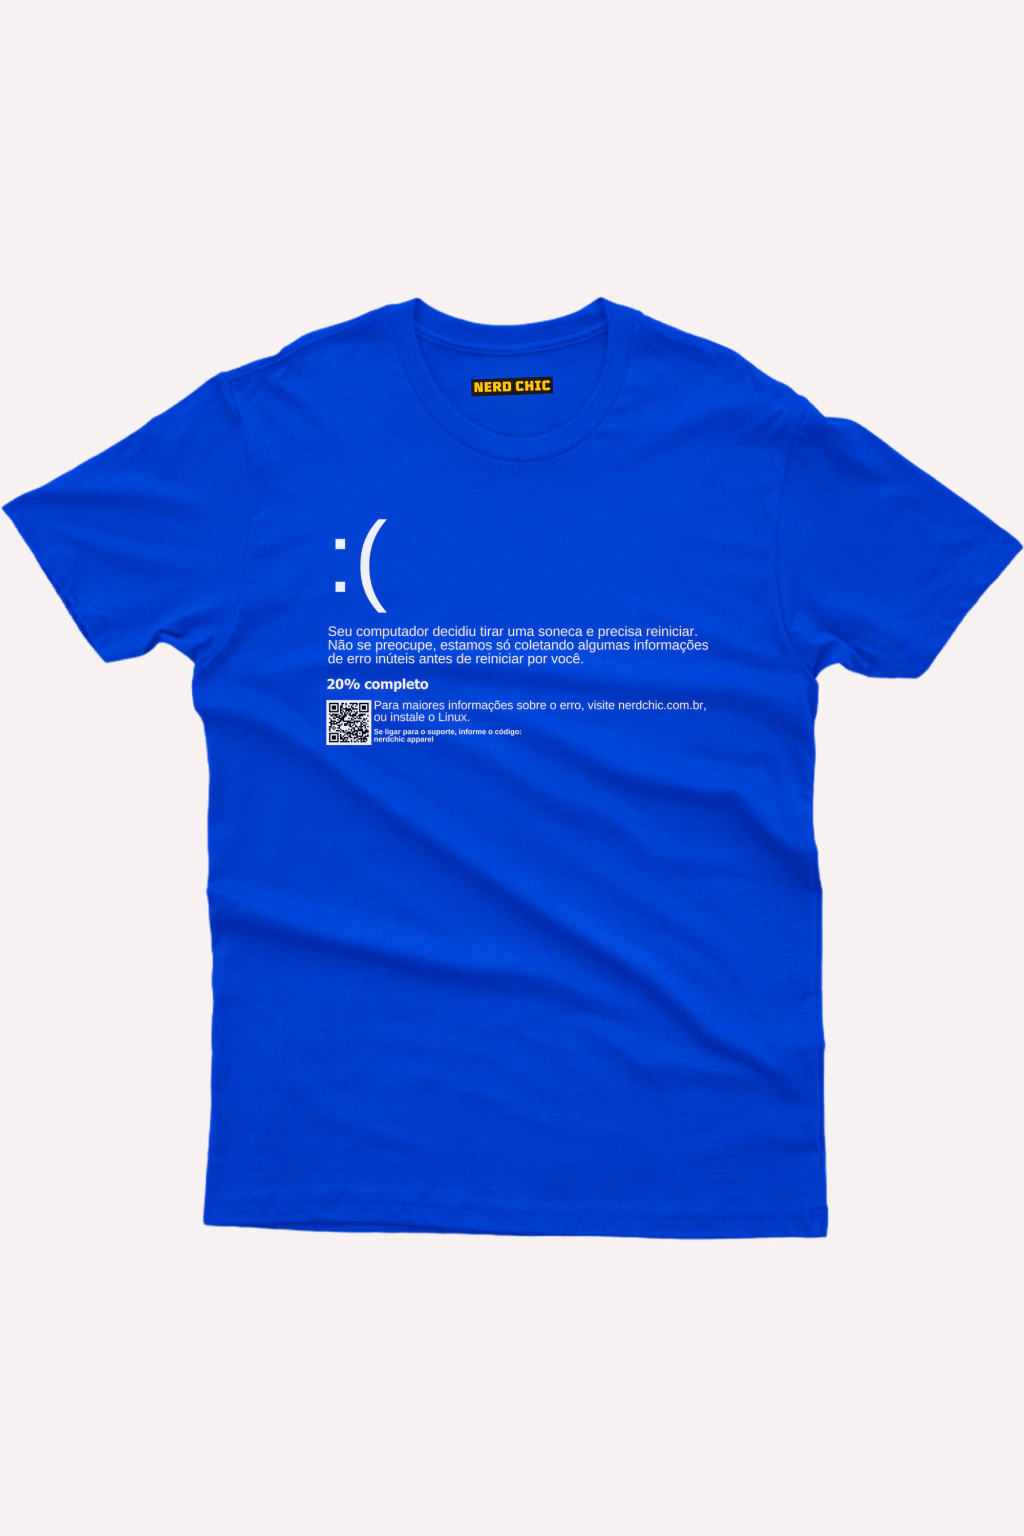 NERD CHIC
:(
Seu computador decidiu tirar uma soneca e precisa reiniciar.
Não se preocupe, estamos só coletando algumas informações
de erro inúteis antes de reiniciar por você.
20% completo
Para maiores informações sobre o erro, visite nerdchic.com.br,
ou instale o Linux.
Se ligar para o suporte, informe o código:
nerdchic apparel